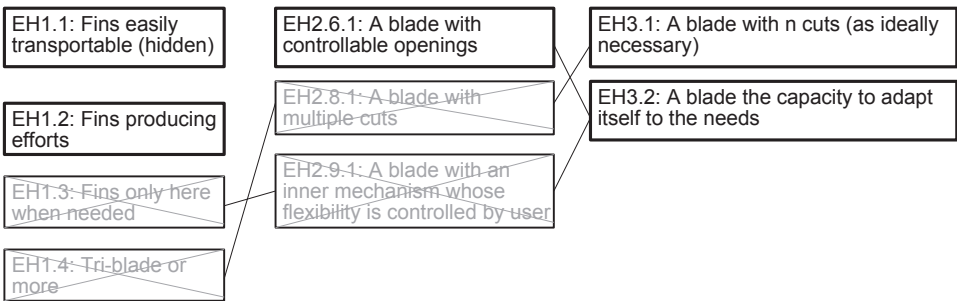 EH1.1: Fins easily
transportable (hidden)
EH1.2: Fins producing
efforts
EH1.3: Fins only here
when needed
EH1.4: Tri-blade or
more
EH2.6.1: A blade with
controllable openings
EH2.8.1: A blade with
multiple cuts
EH2.9.1: A blade with an
inner mechanism whose
flexibility is controlled by user
EH3.1: A blade with n cuts (as ideally
necessary)
EH3.2: A blade the capacity to adapt
itself to the needs